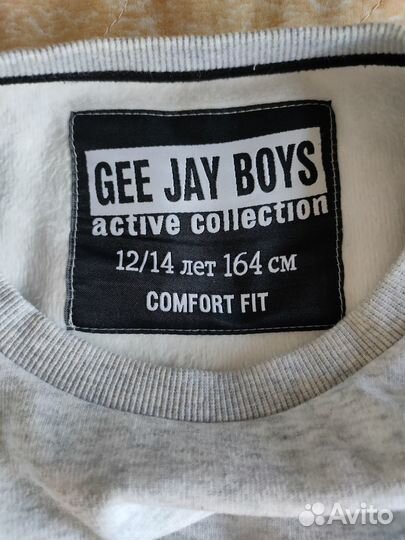 GEE JAY BOYS
active collection
12/14 лет 164 см
COMFORT FIT
Avito